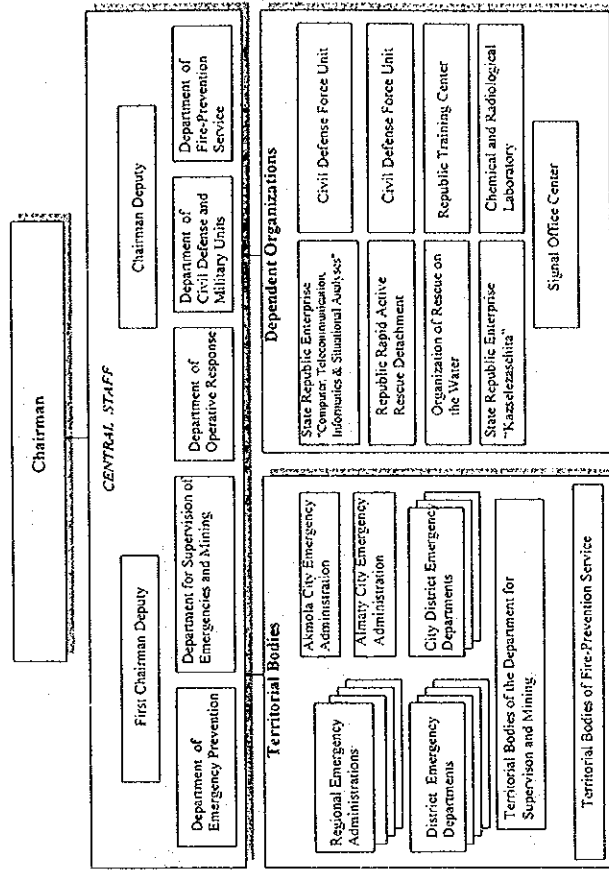 Chairman
CENTRAL STAFF
First Chairman Deputy
Chairman Deputy
Department of
Emergency Prevention
Department for Supervision of
Emergencies and Mining
Department of
Operative Response
Department of
Civil Defense and
Military Units
Department of
Fire-Prevention
Service
Territorial Bodies
Regional Emergency
Administrations
Akmola City Emergency
Administration
Almaty City Emergency
Administration
District Emergency
Departments
City District Emergency
Departments
Territorial Bodies of the Department for
Supervison and Mining
Territorial Bodies of Fire-Prevention Service
Dependent Organizations
State Republic Enterprise
"Computer, Telecommunication,
Informatics & Situational Analyses"
Civil Defense Force Unit
Republic Rapid Active
Rescue Detachment
Civil Defense Force Unit
Organization of Rescue on
the Water
Republic Training Center
State Republic Enterprise
"Kazselezaschita"
Chemical and Radiological
Laboratory
Signal Office Center